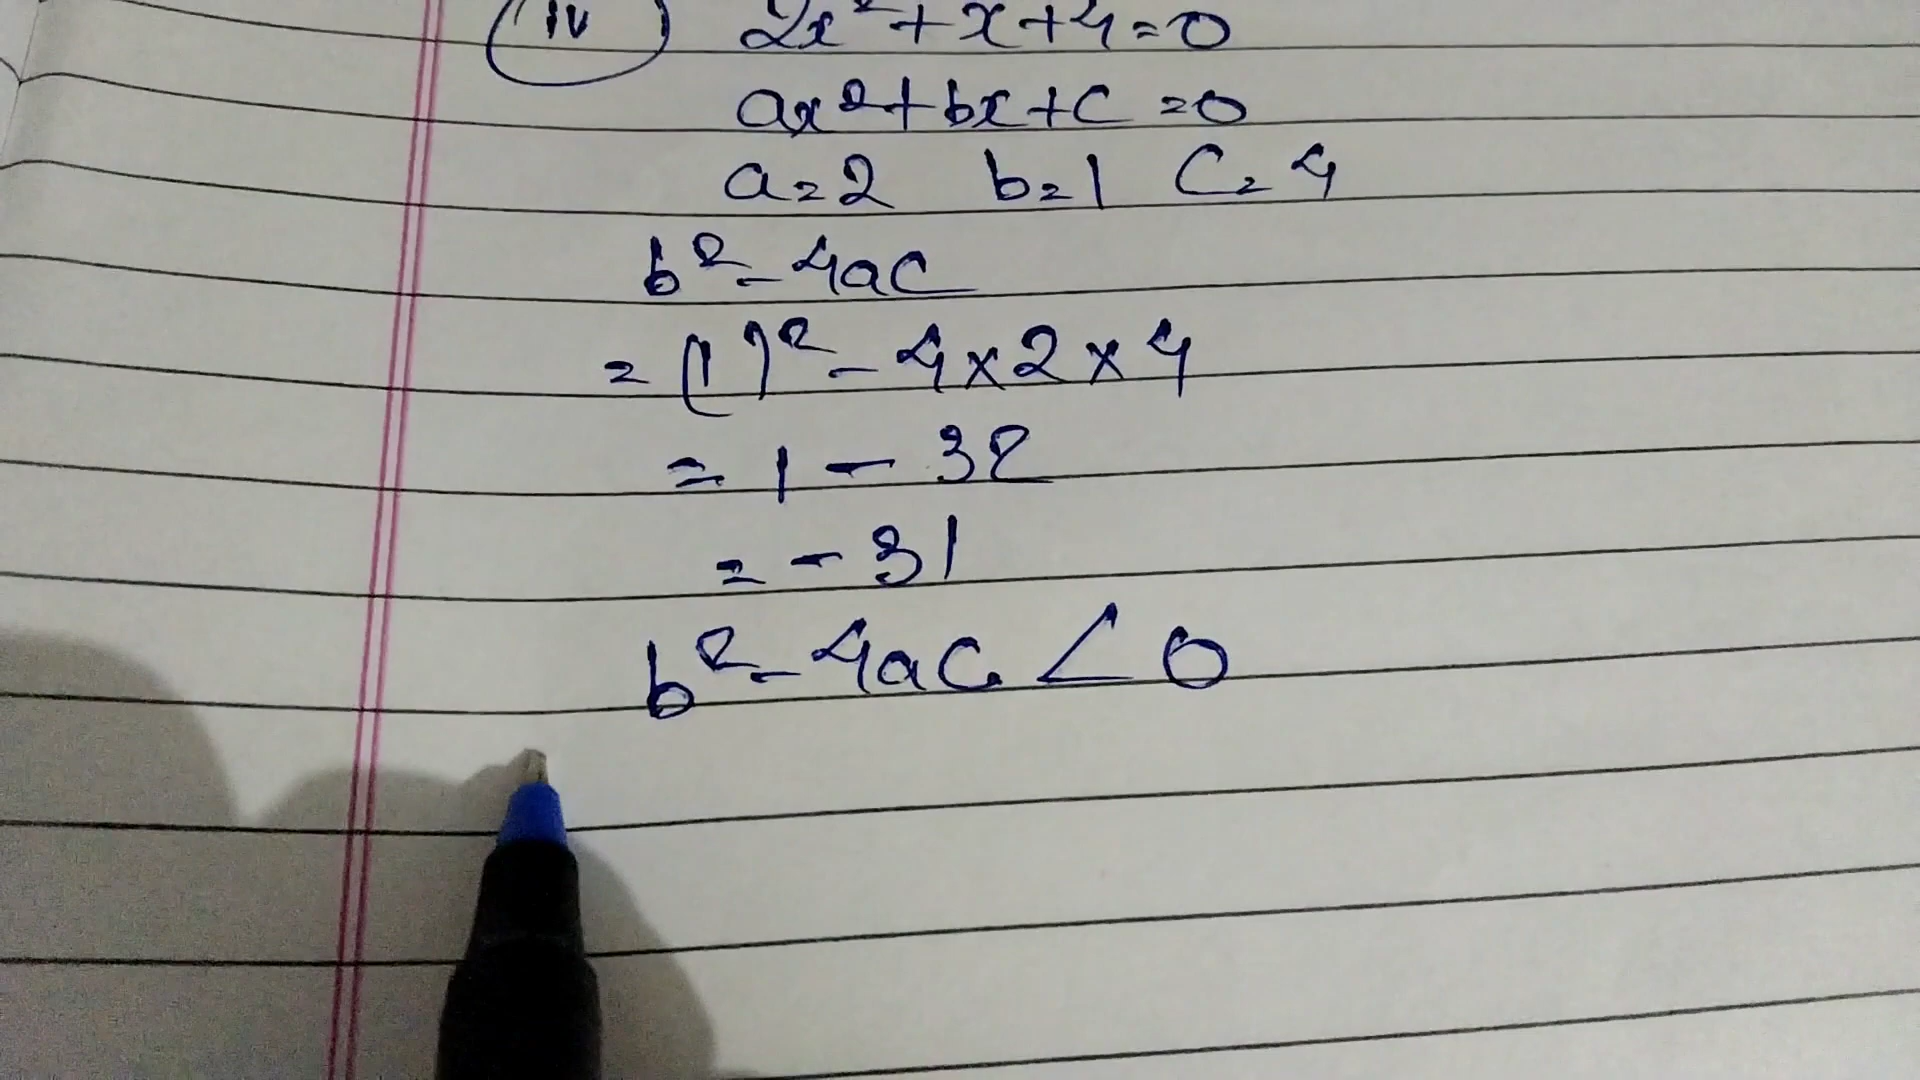 (iv) 2x²+x+4=0
ax²+bx+c=0
a=2 b=1 c=4
b²-4ac
= (1)²-4×2×4
= 1-32
= -31
b²-4ac < 0